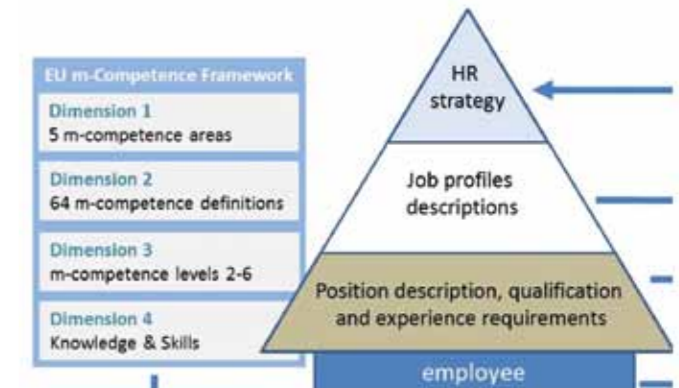 EU m-Competence Framework
Dimension 1
5 m-competence areas
Dimension 2
64 m-competence definitions
Dimension 3
m-competence levels 2-6
Dimension 4
Knowledge & Skills
HR
strategy
Job profiles
descriptions
Position description, qualification
and experience requirements
employee